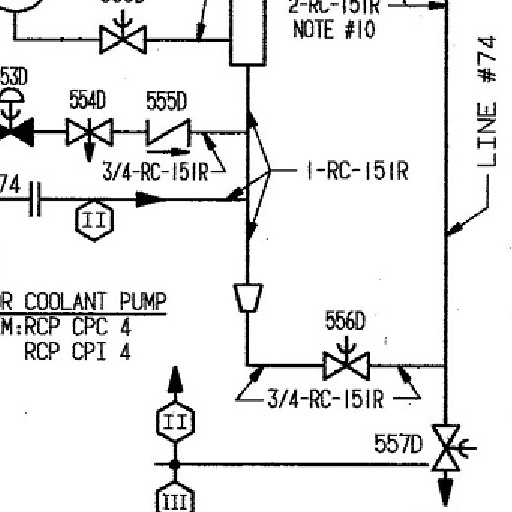 2-RC-151R
NOTE #10
53D
554D
555D
LINE #74
3/4-RC-151R
1-RC-151R
74
II
R COOLANT PUMP
M:RCP CPC 4
RCP CPI 4
556D
3/4-RC-151R
II
557D
III